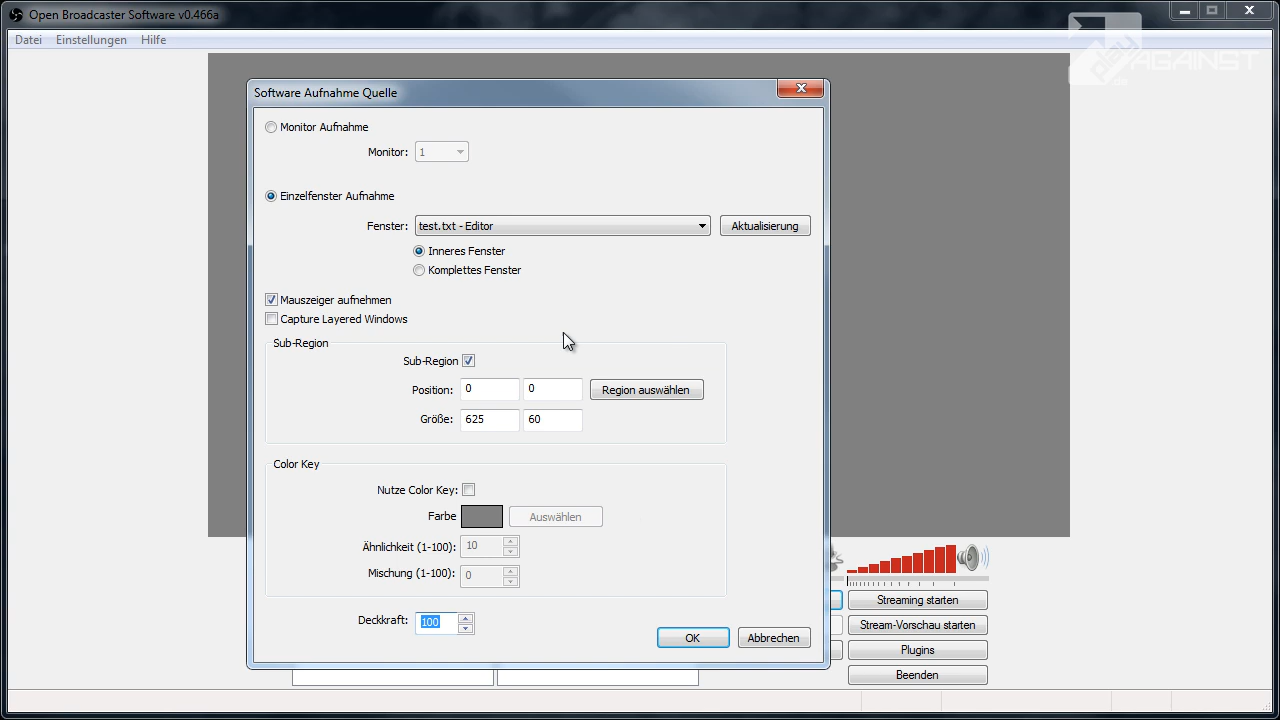 Open Broadcaster Software v0.466a
Datei Einstellungen Hilfe
play AGAINST
.de
Software Aufnahme Quelle
Monitor Aufnahme
Monitor: 1
Einzelfenster Aufnahme
Fenster: test.txt - Editor Aktualisierung
Inneres Fenster
Komplettes Fenster
Mauszeiger aufnehmen
Capture Layered Windows
Sub-Region
Sub-Region
Position: 0 0 Region auswählen
Größe: 625 60
Color Key
Nutze Color Key:
Farbe Auswählen
Ähnlichkeit (1-100): 10
Mischung (1-100): 0
Deckkraft: 100
OK Abbrechen
Streaming starten
Stream-Vorschau starten
Plugins
Beenden